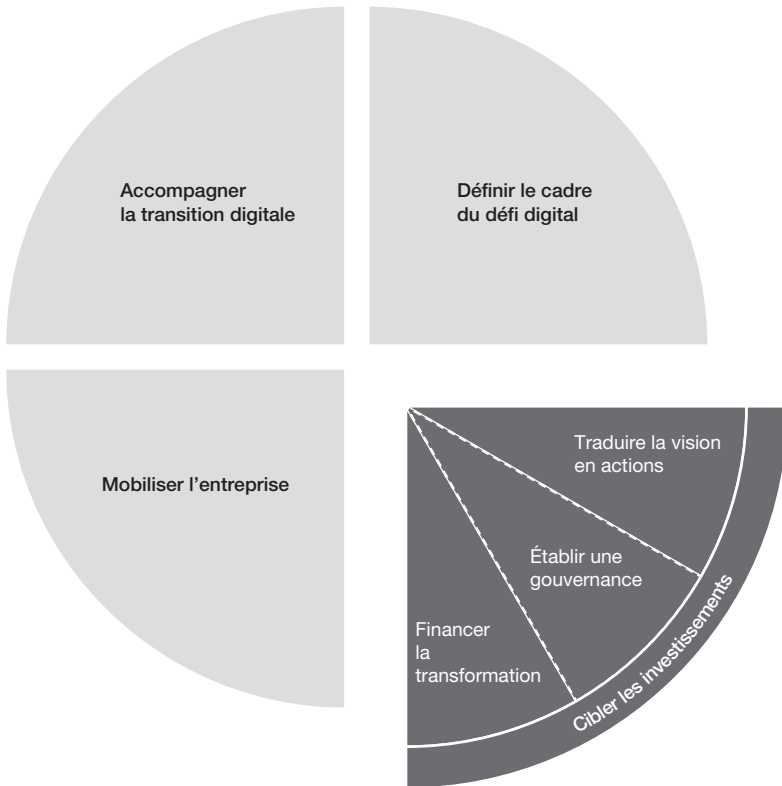 Accompagner
la transition digitale
Définir le cadre
du défi digital
Mobiliser l’entreprise
Traduire la vision
en actions
Établir une
gouvernance
Financer
la
transformation
Cibler les investissements